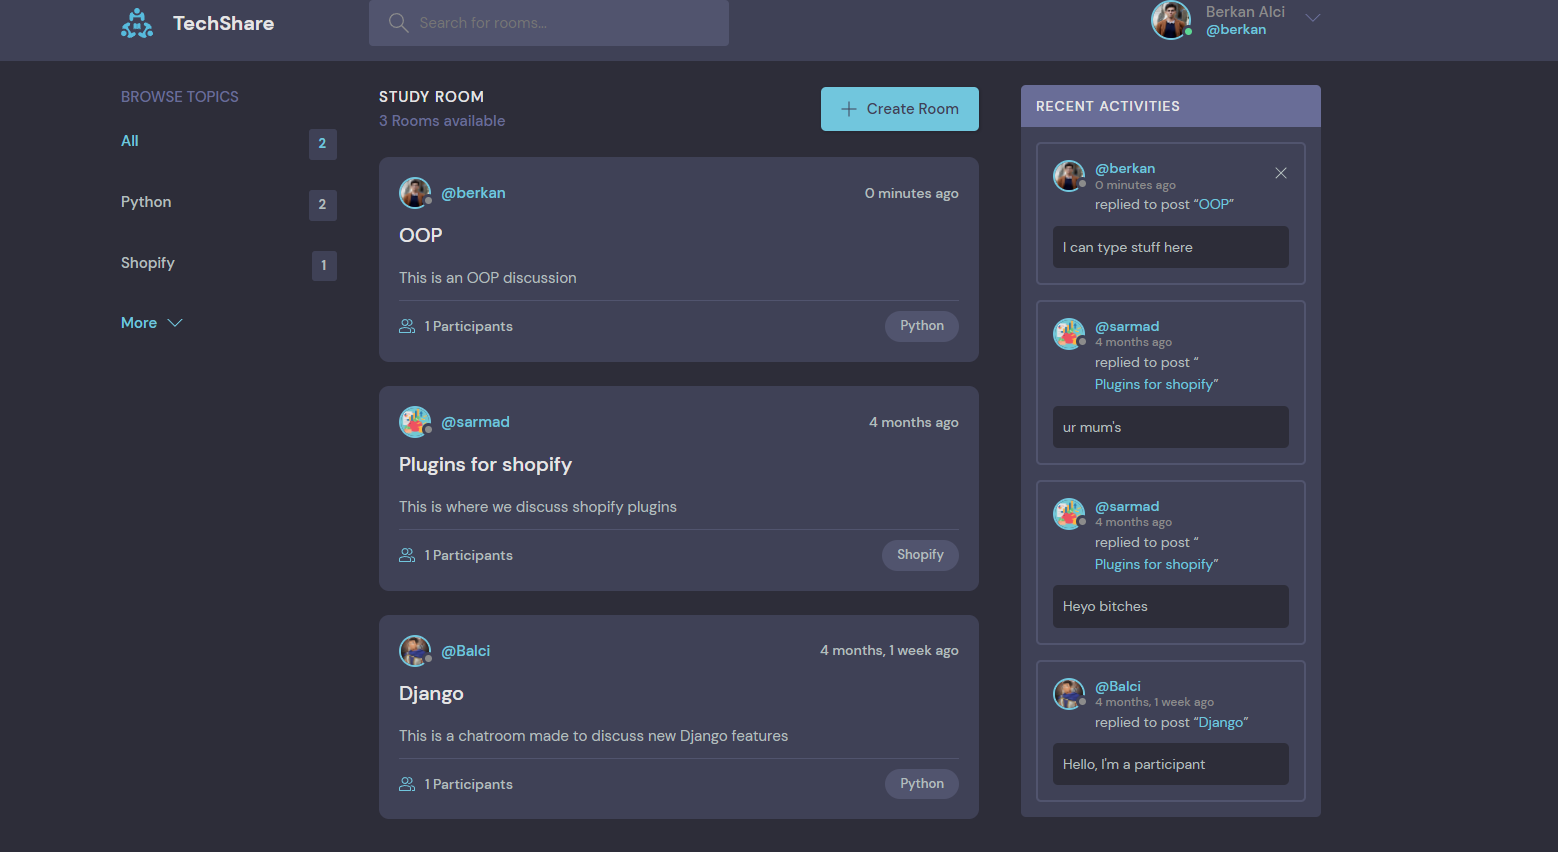 TechShare
Search for rooms...
Berkan Alci
@berkan
BROWSE TOPICS
All
2
Python
2
Shopify
1
More
STUDY ROOM
3 Rooms available
Create Room
@berkan
0 minutes ago
OOP
This is an OOP discussion
1 Participants
Python
@sarmad
4 months ago
Plugins for shopify
This is where we discuss shopify plugins
1 Participants
Shopify
@Balci
4 months, 1 week ago
Django
This is a chatroom made to discuss new Django features
1 Participants
Python
RECENT ACTIVITIES
@berkan
0 minutes ago
replied to post “OOP”
I can type stuff here
@sarmad
4 months ago
replied to post “
Plugins for shopify”
ur mum's
@sarmad
4 months ago
replied to post “
Plugins for shopify”
Heyo bitches
@Balci
4 months, 1 week ago
replied to post “Django”
Hello, I'm a participant